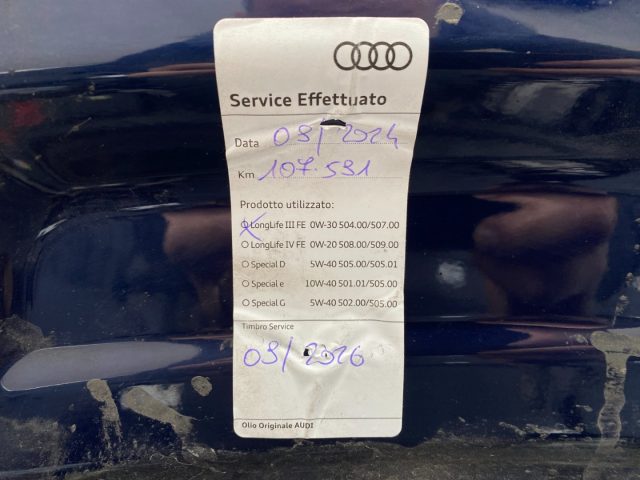 Service Effettuato
Data 09/2024
Km 107.531
Prodotto utilizzato:
LongLife III FE 0W-30 504.00/507.00
LongLife IV FE 0W-20 508.00/509.00
Special D 5W-40 505.00/505.01
Special e 10W-40 501.01/505.00
Special G 5W-40 502.00/505.00
Timbro Service
09/2026
Olio Originale AUDI